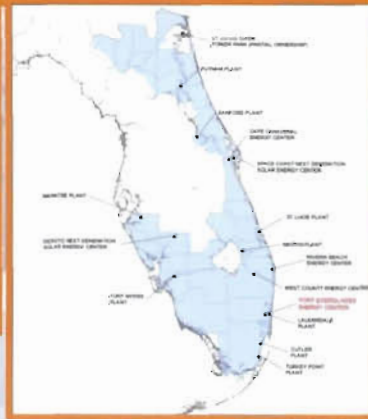 ST. JOHNS RIVER
POWER PARK (PARTIAL OWNERSHIP)
PUTNAM PLANT
SANFORD PLANT
CAPE CANAVERAL
ENERGY CENTER
SPACE COAST NEXT GENERATION
SOLAR ENERGY CENTER
MANATEE PLANT
ST. LUCIE PLANT
DESOTO NEXT GENERATION
SOLAR ENERGY CENTER
MARTIN PLANT
RIVIERA BEACH
ENERGY CENTER
WEST COUNTY ENERGY CENTER
FORT MYERS
PLANT
PORT EVERGLADES
ENERGY CENTER
LAUDERDALE
PLANT
CUTLER
PLANT
TURKEY POINT
PLANT